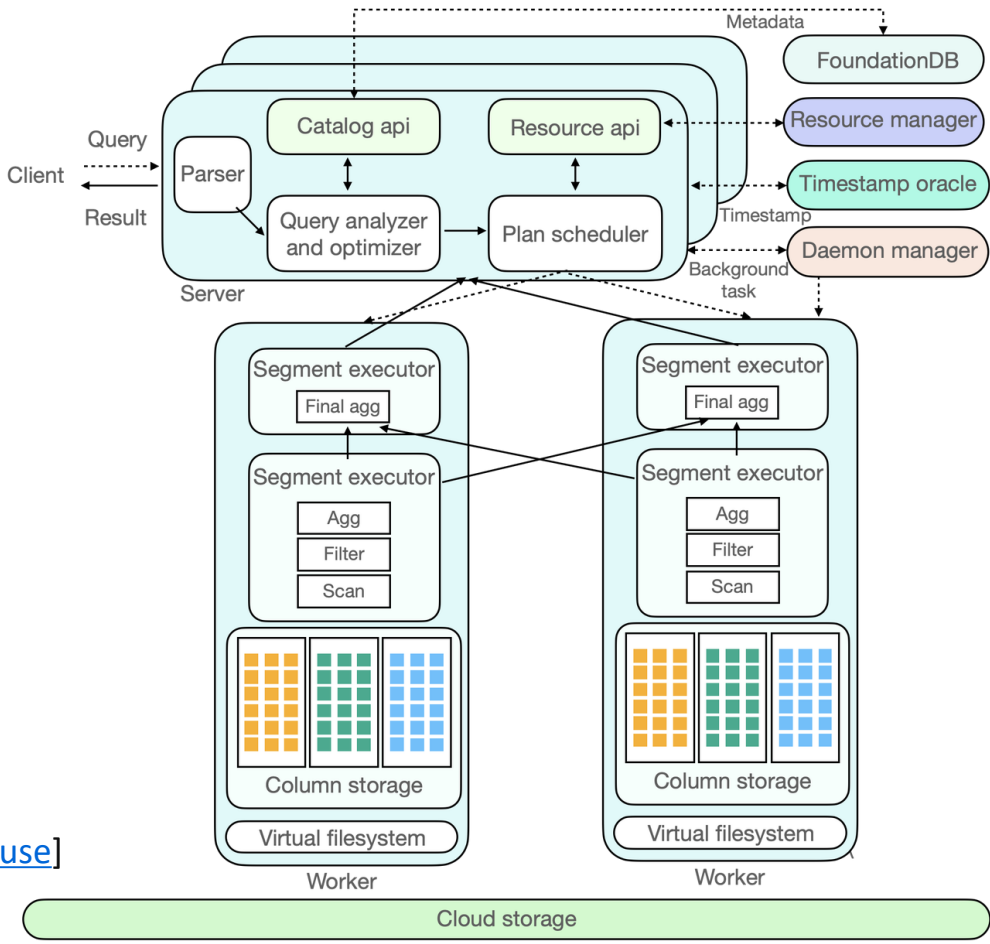 Metadata
FoundationDB
Catalog api
Resource api
Resource manager
Query
Client
Parser
Result
Timestamp oracle
Query analyzer
and optimizer
Plan scheduler
Timestamp
Daemon manager
Background
task
Server
Segment executor
Final agg
Segment executor
Agg
Filter
Scan
Column storage
Virtual filesystem
Worker
Segment executor
Final agg
Segment executor
Agg
Filter
Scan
Column storage
Virtual filesystem
Worker
use]
Cloud storage